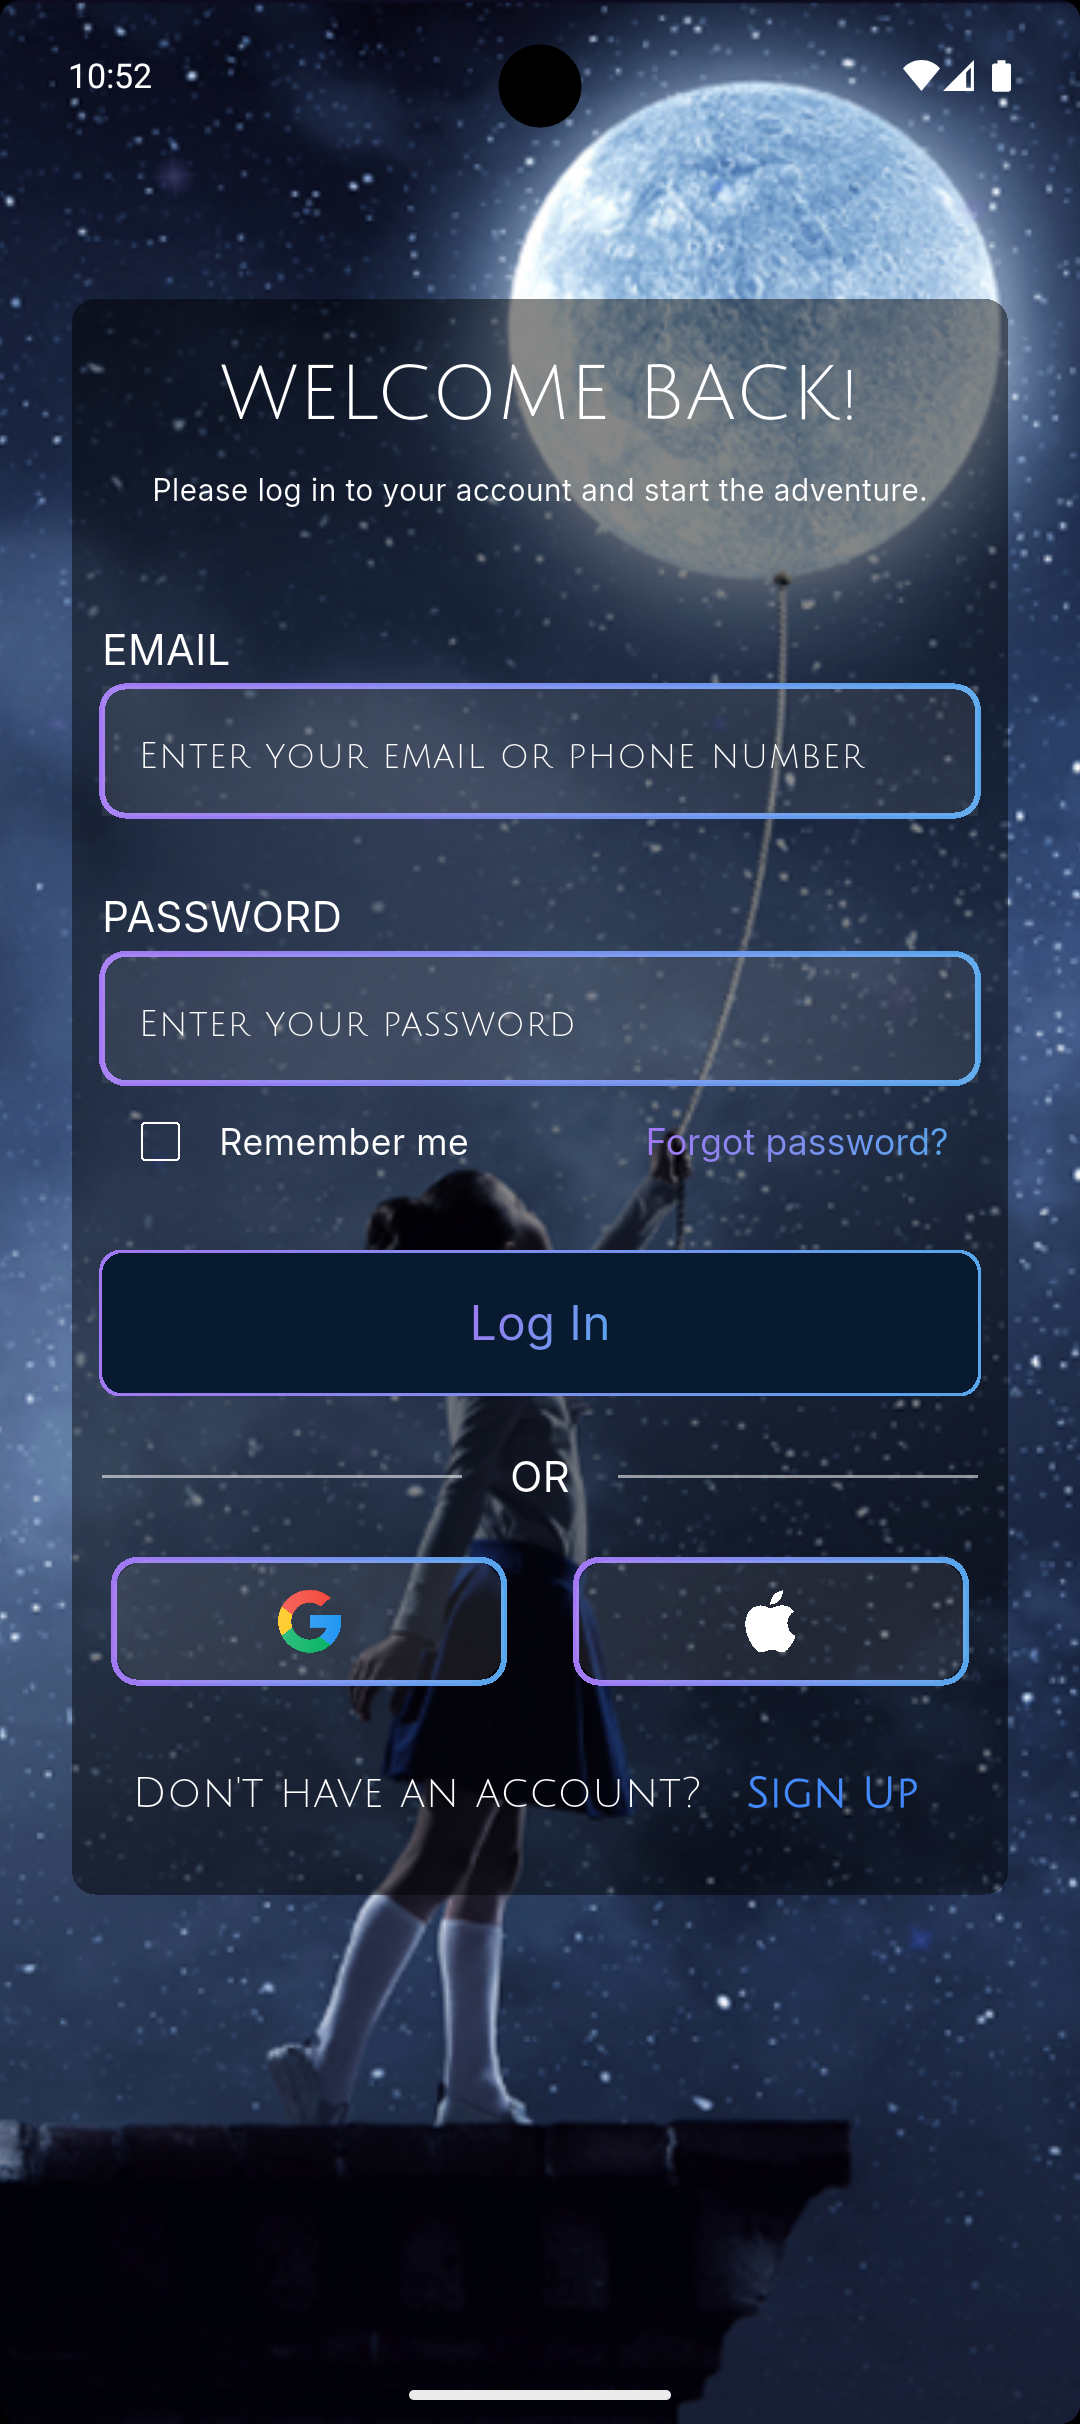 10:52
WELCOME BACK!
Please log in to your account and start the adventure.
EMAIL
ENTER YOUR EMAIL OR PHONE NUMBER
PASSWORD
ENTER YOUR PASSWORD
Remember me Forgot password?
Log In
OR
DON'T HAVE AN ACCOUNT? SIGN UP